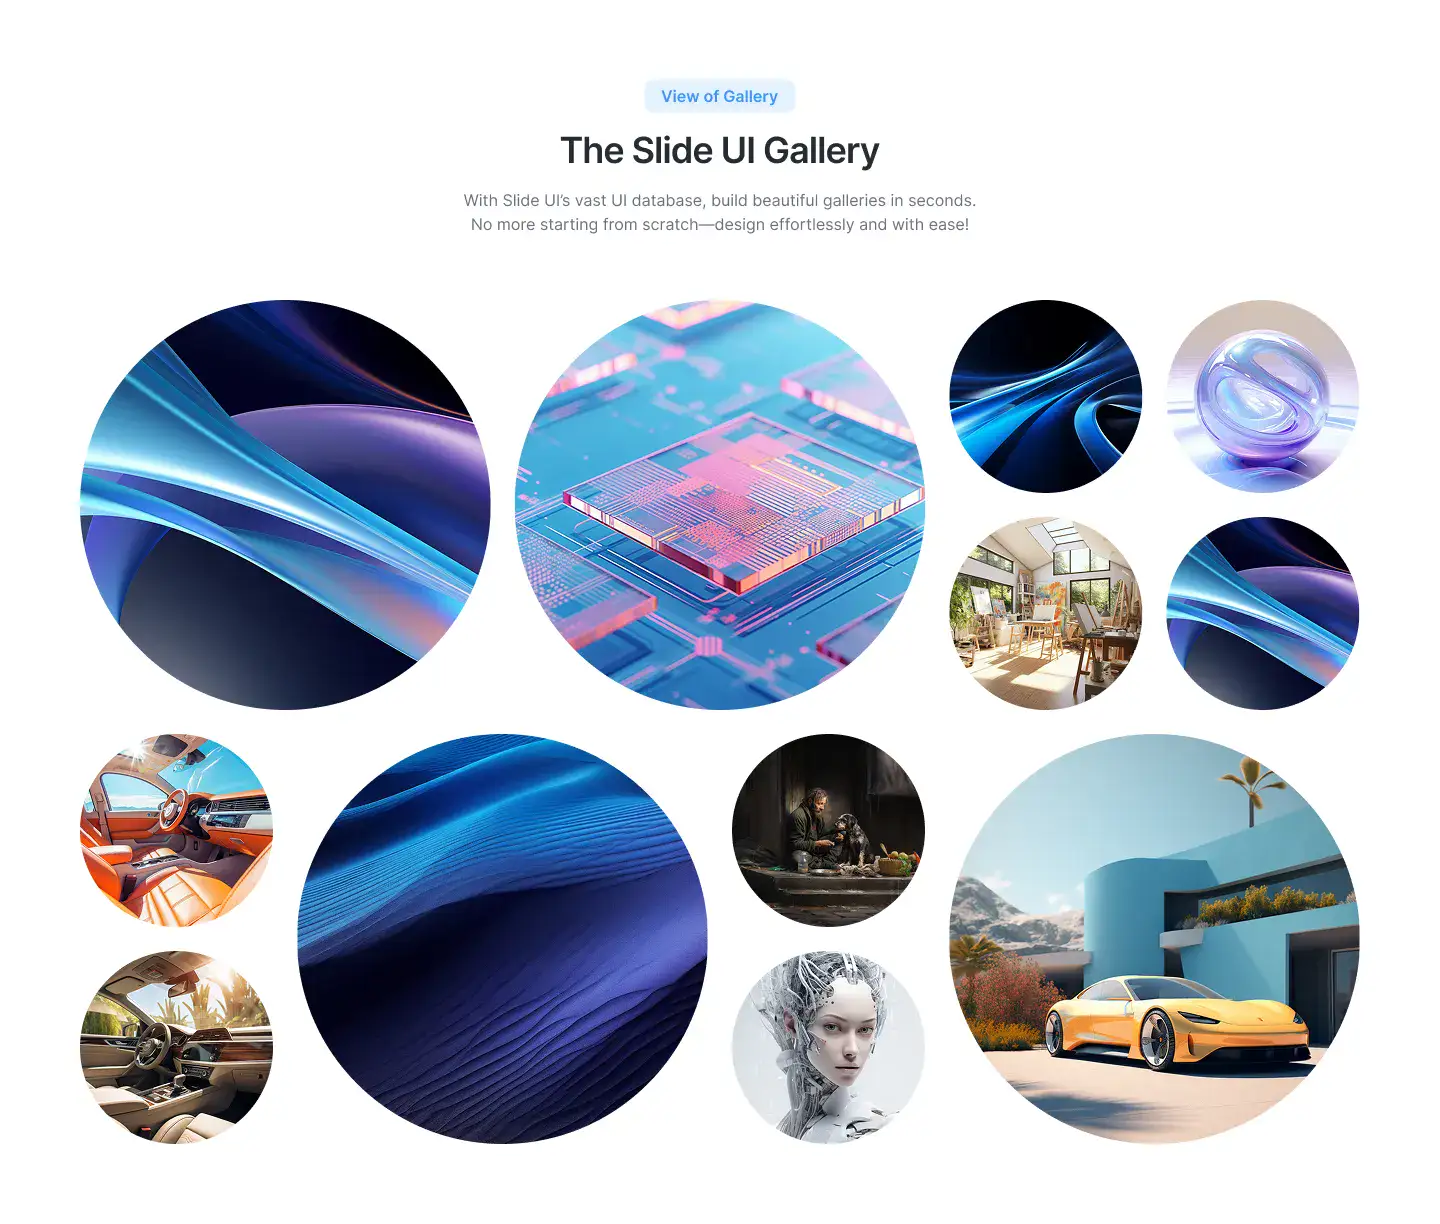 View of Gallery
The Slide UI Gallery
With Slide UI’s vast UI database, build beautiful galleries in seconds.
No more starting from scratch—design effortlessly and with ease!